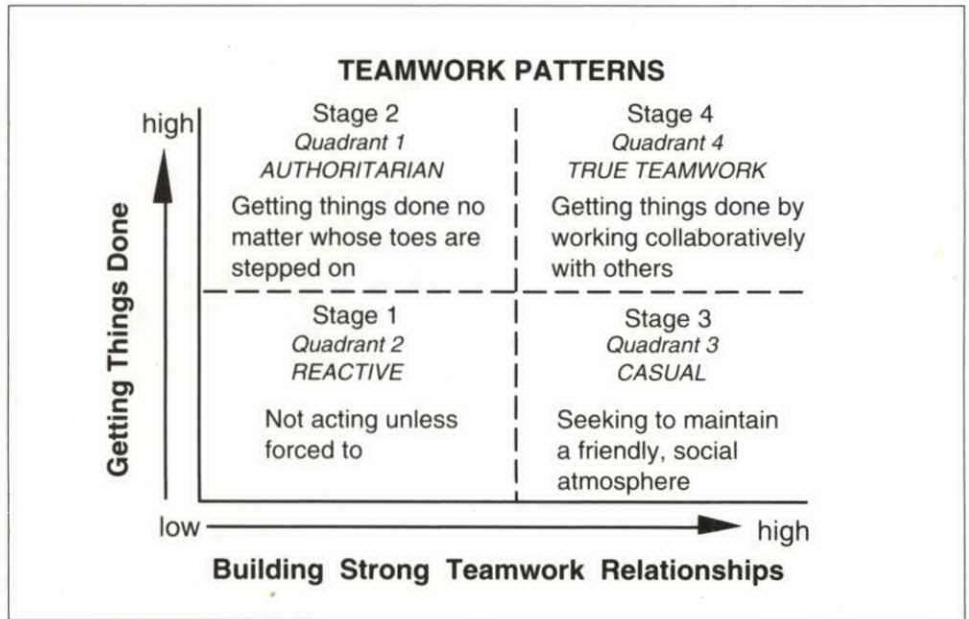 TEAMWORK PATTERNS
high
Getting Things Done
Stage 2
Quadrant 1
AUTHORITARIAN
Getting things done no
matter whose toes are
stepped on
Stage 4
Quadrant 4
TRUE TEAMWORK
Getting things done by
working collaboratively
with others
Stage 1
Quadrant 2
REACTIVE
Not acting unless
forced to
Stage 3
Quadrant 3
CASUAL
Seeking to maintain
a friendly, social
atmosphere
low
high
Building Strong Teamwork Relationships